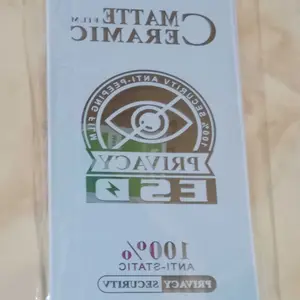 MATTE
FILM
CERAMIC
100% SECURITY ANTI-PEEPING FILM
PRIVACY
ESD
100%
ANTI-STATIC
PRIVACY SECURITY